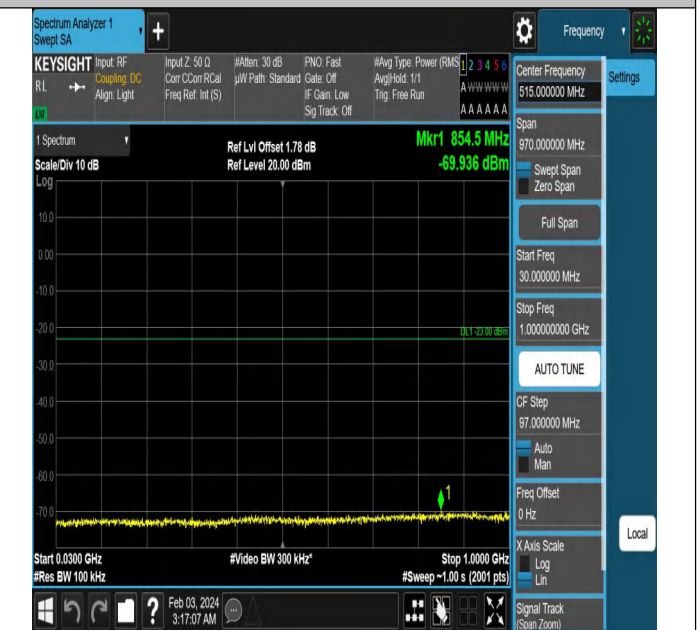 Spectrum Analyzer 1
Swept SA
Frequency
KEYSIGHT
RL
LXI
Input: RF
Coupling: DC
Align: Light
Input Z: 50 Ω
Corr CCorr RCal
Freq Ref: Int (S)
#Atten: 30 dB
µW Path: Standard
PNO: Fast
Gate: Off
IF Gain: Low
Sig Track: Off
#Avg Type: Power (RMS
Avg|Hold: 1/1
Trig: Free Run
1 2 3 4 5 6
A W W W W W
A A A A A A
1 Spectrum
Scale/Div 10 dB
Log
Ref Lvl Offset 1.78 dB
Ref Level 20.00 dBm
Mkr1 854.5 MHz
-69.936 dBm
10.0
0.00
-10.0
-20.0
DL1 -23.00 dBm
-30.0
-40.0
-50.0
-60.0
-70.0
1
Start 0.0300 GHz
#Res BW 100 kHz
#Video BW 300 kHz*
Stop 1.0000 GHz
#Sweep ~1.00 s (2001 pts)
Feb 03, 2024
3:17:07 AM
Center Frequency
515.000000 MHz
Settings
Span
970.000000 MHz
Swept Span
Zero Span
Full Span
Start Freq
30.000000 MHz
Stop Freq
1.000000000 GHz
AUTO TUNE
CF Step
97.000000 MHz
Auto
Man
Freq Offset
0 Hz
X Axis Scale
Log
Lin
Local
Signal Track
(Span Zoom)